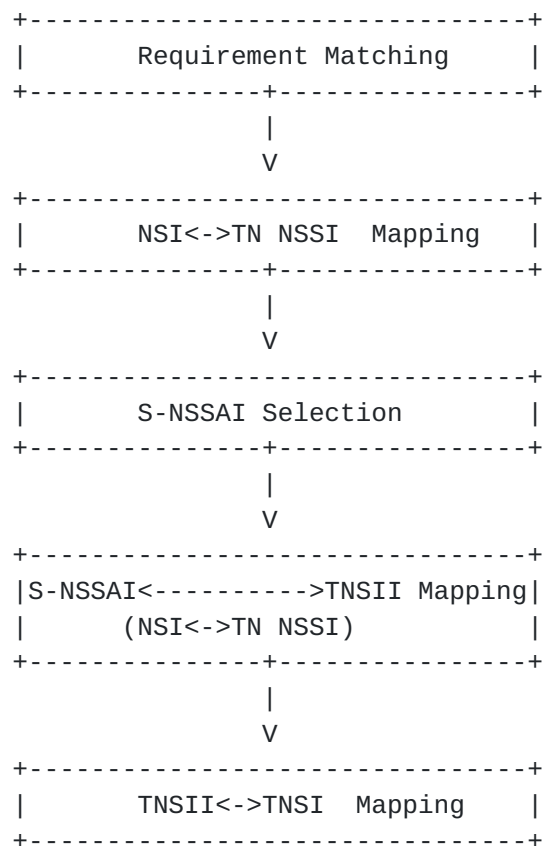 +--------------------------------+
|       Requirement Matching     |
+---------------+----------------+
                |
                V
+--------------------------------+
|       NSI<->TN NSSI  Mapping   |
+---------------+----------------+
                |
                V
+--------------------------------+
|       S-NSSAI Selection        |
+---------------+----------------+
                |
                V
+--------------------------------+
|S-NSSAI<---------->TNSII Mapping|
|      (NSI<->TN NSSI)           |
+---------------+----------------+
                |
                V
+--------------------------------+
|       TNSII<->TNSI  Mapping    |
+--------------------------------+